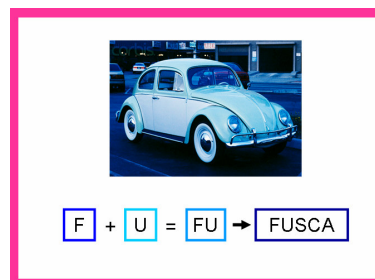 F + U = FU → FUSCA